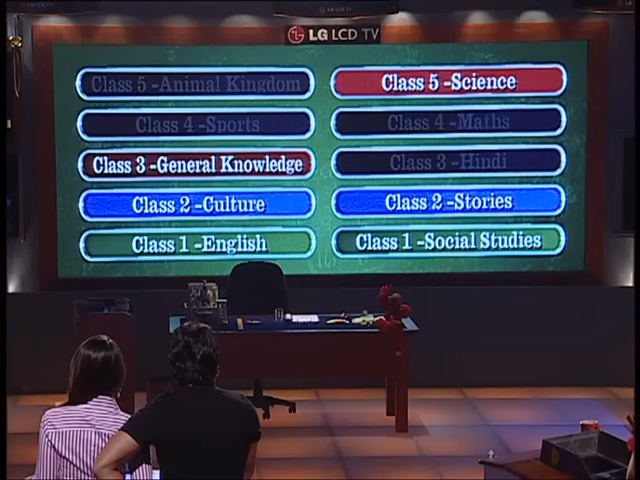 LG LCD TV
Class 5 -Animal Kingdom
Class 5 -Science
Class 4 -Sports
Class 4 -Maths
Class 3 -General Knowledge
Class 3 -Hindi
Class 2 -Culture
Class 2 -Stories
Class 1 -English
Class 1 -Social Studies